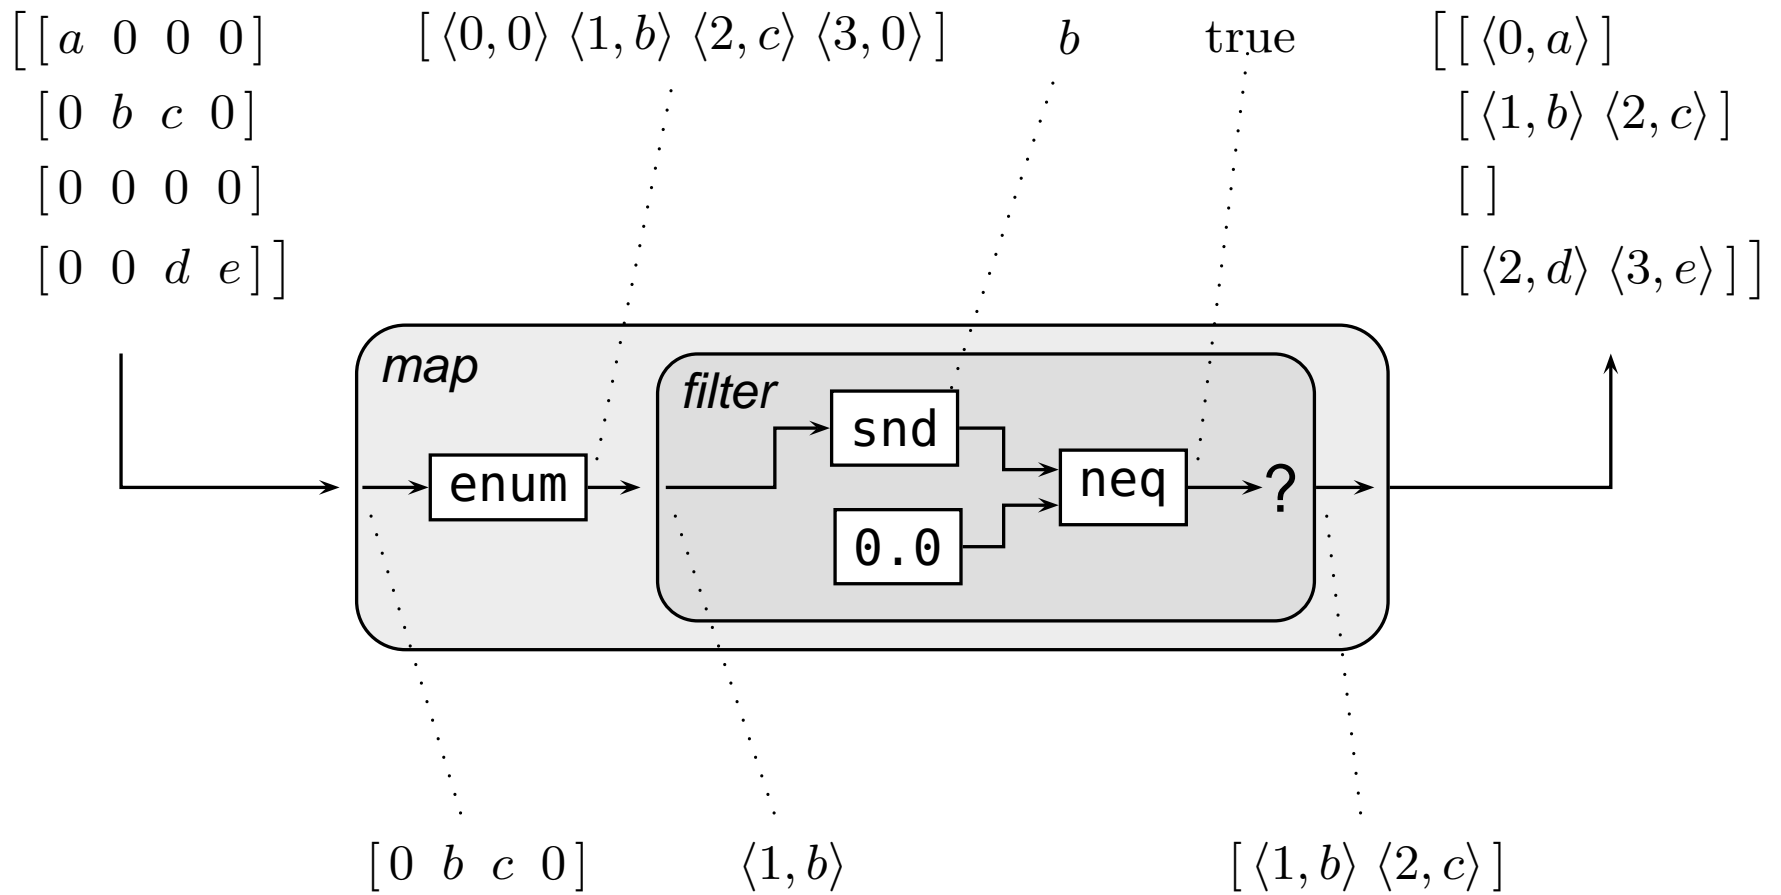 [ [ a 0 0 0 ]
[ 0 b c 0 ]
[ 0 0 0 0 ]
[ 0 0 d e ] ]
[ ⟨0, 0⟩ ⟨1, b⟩ ⟨2, c⟩ ⟨3, 0⟩ ]
b
true
[ [ ⟨0, a⟩ ]
[ ⟨1, b⟩ ⟨2, c⟩ ]
[ ]
[ ⟨2, d⟩ ⟨3, e⟩ ] ]
map
filter
enum
snd
0.0
neq
?
[ 0 b c 0 ]
⟨1, b⟩
[ ⟨1, b⟩ ⟨2, c⟩ ]